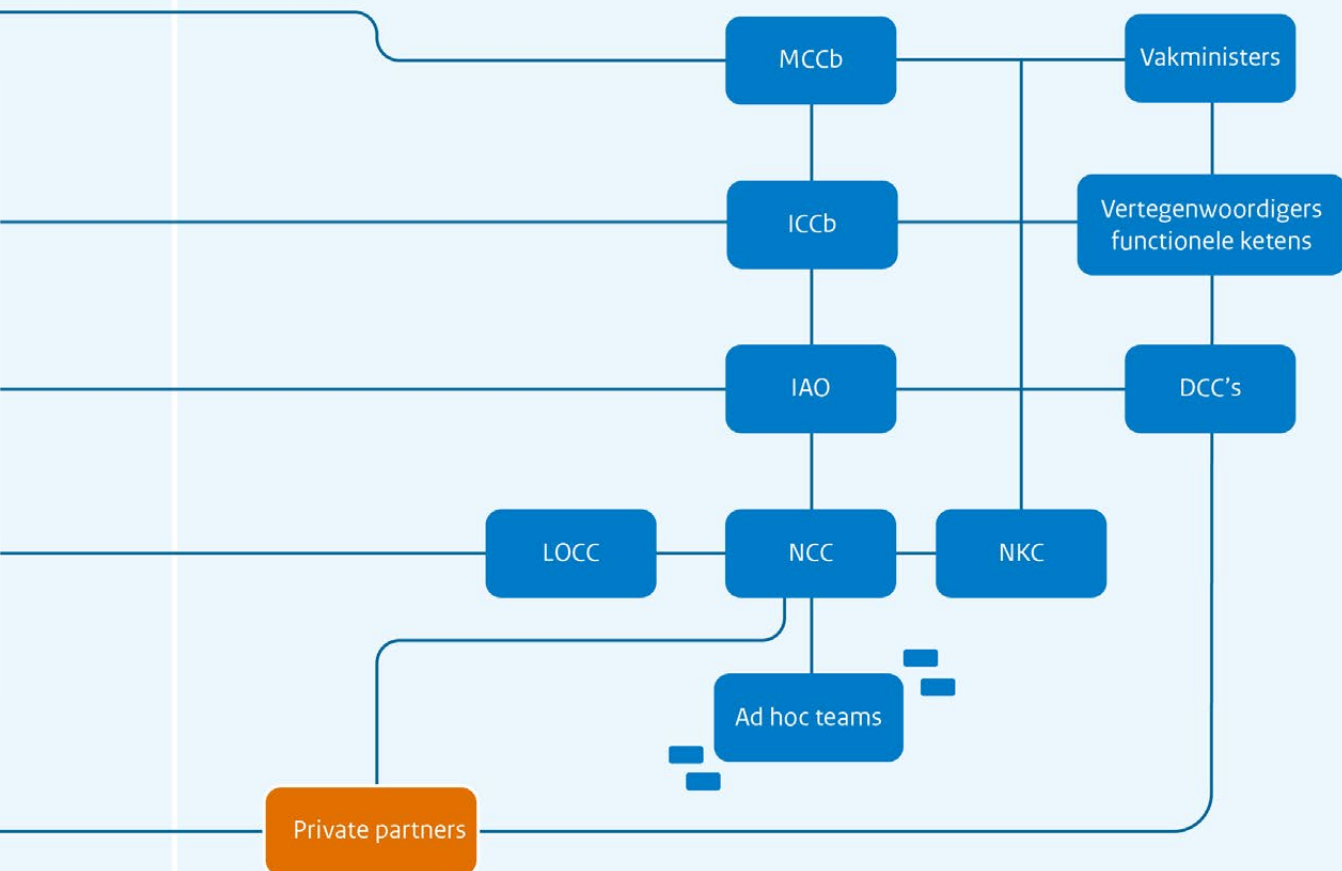 MCCb
Vakministers
ICCb
Vertegenwoordigers
functionele ketens
IAO
DCC's
LOCC
NCC
NKC
Ad hoc teams
Private partners